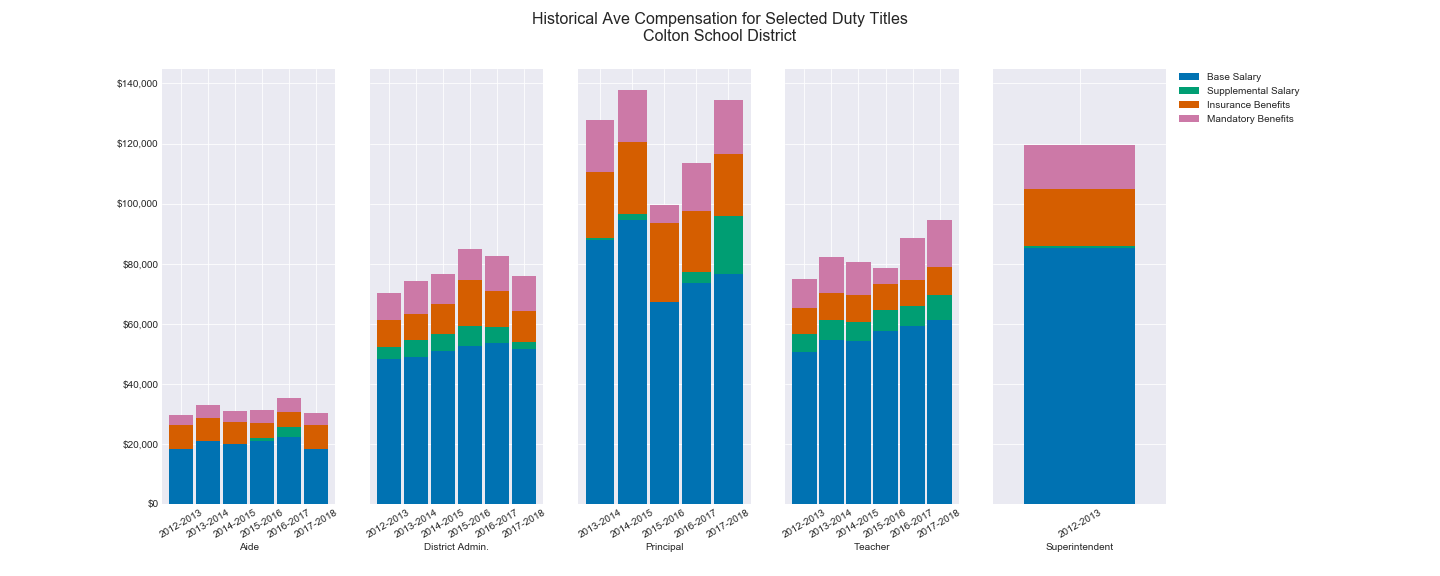 Historical Ave Compensation for Selected Duty Titles
Colton School District
$140,000
$120,000
$100,000
$80,000
$60,000
$40,000
$20,000
$0
2012-2013
2013-2014
2014-2015
2015-2016
2016-2017
2017-2018
Aide
2012-2013
2013-2014
2014-2015
2015-2016
2016-2017
2017-2018
District Admin.
2013-2014
2014-2015
2015-2016
2016-2017
2017-2018
Principal
2012-2013
2013-2014
2014-2015
2015-2016
2016-2017
2017-2018
Teacher
2012-2013
Superintendent
Base Salary
Supplemental Salary
Insurance Benefits
Mandatory Benefits